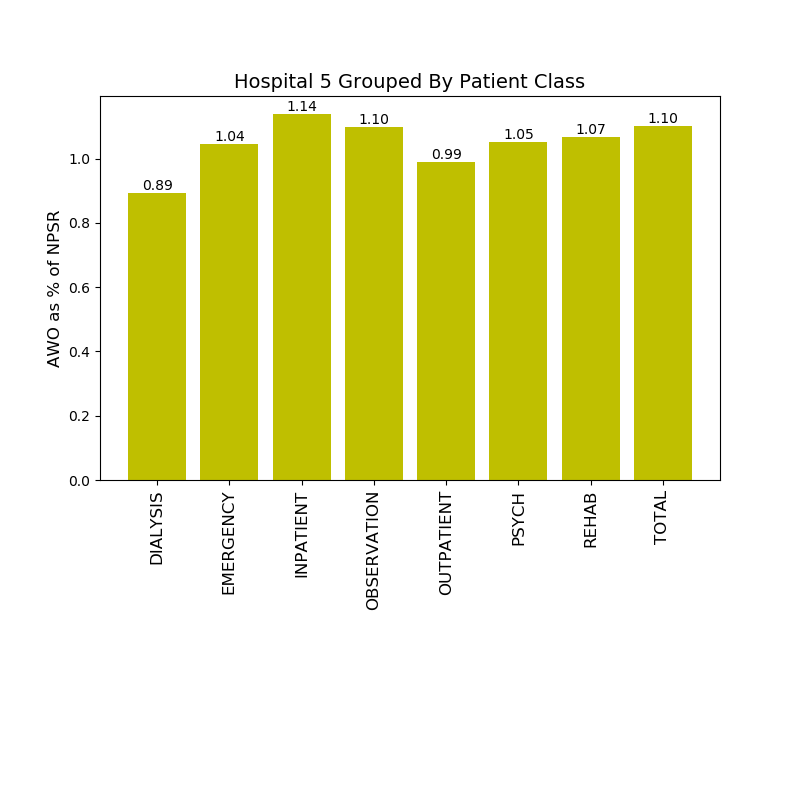 Hospital 5 Grouped By Patient Class
AWO as % of NPSR
1.0
0.8
0.6
0.4
0.2
0.0
0.89
1.04
1.14
1.10
0.99
1.05
1.07
1.10
DIALYSIS
EMERGENCY
INPATIENT
OBSERVATION
OUTPATIENT
PSYCH
REHAB
TOTAL